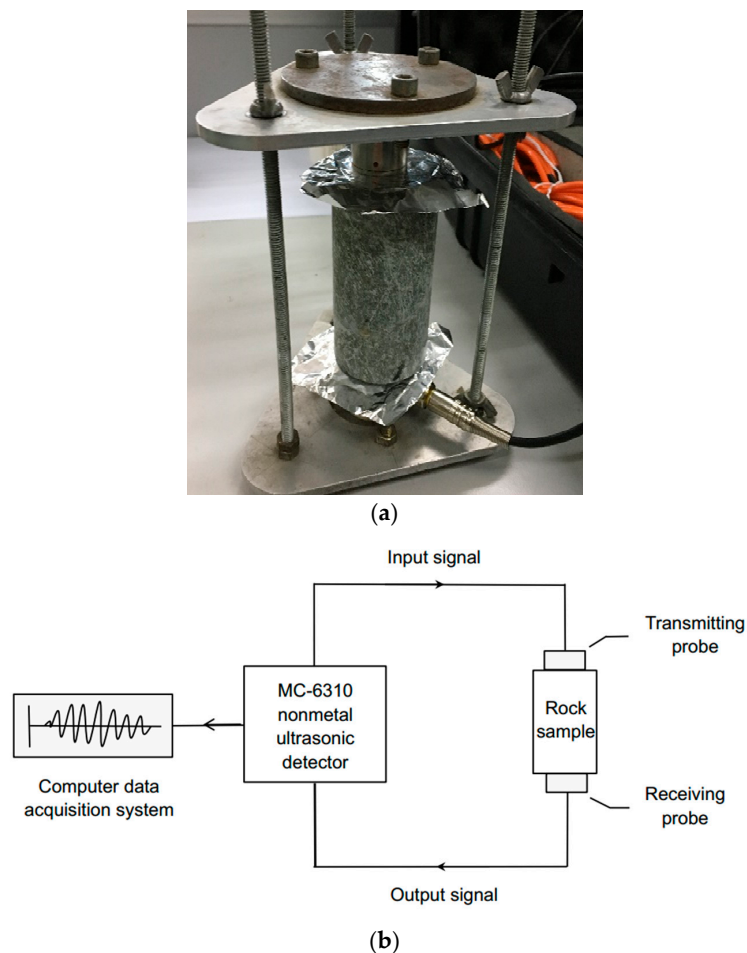 (a)
Input signal
Transmitting
probe
MC-6310
nonmetal
ultrasonic
detector
Rock
sample
Computer data
acquisition system
Receiving
probe
Output signal
(b)